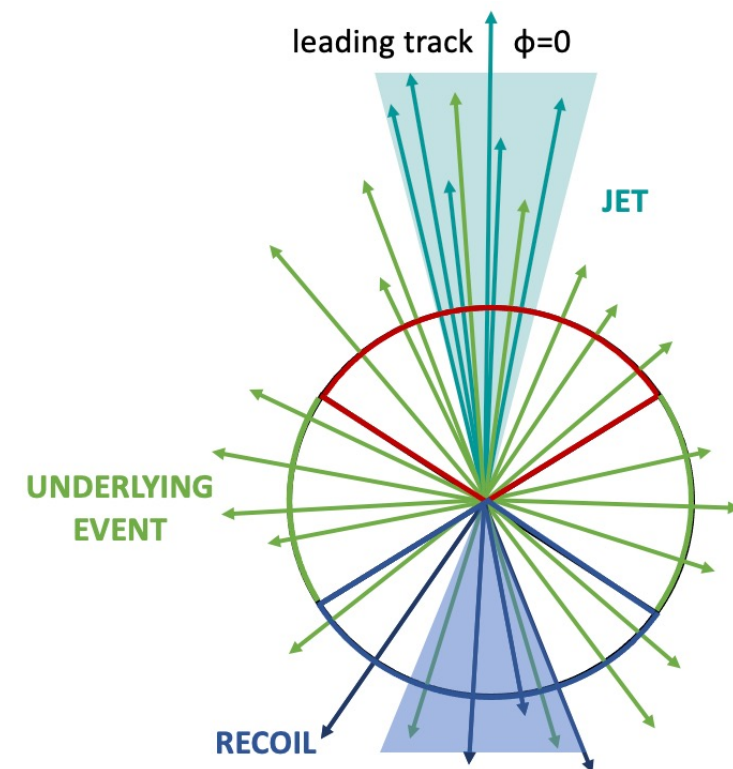 leading track ϕ=0
JET
UNDERLYING
EVENT
RECOIL